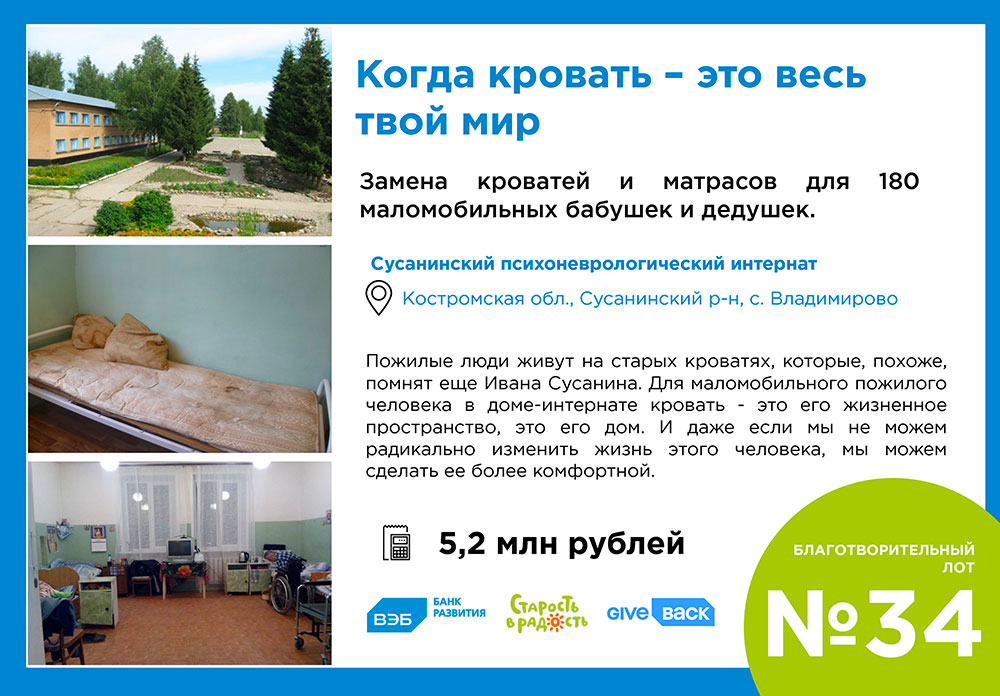 Когда кровать – это весь
твой мир
Замена кроватей и матрасов для 180
маломобильных бабушек и дедушек.
Сусанинский психоневрологический интернат
Костромская обл., Сусанинский р-н, с. Владимирово
Пожилые люди живут на старых кроватях, которые, похоже,
помнят еще Ивана Сусанина. Для маломобильного пожилого
человека в доме-интернате кровать - это его жизненное
пространство, это его дом. И даже если мы не можем
радикально изменить жизнь этого человека, мы можем
сделать ее более комфортной.
5,2 млн рублей
ВЭБ БАНК
РАЗВИТИЯ
Старость
в радость
GIVE BACK
БЛАГОТВОРИТЕЛЬНЫЙ
ЛОТ
№34